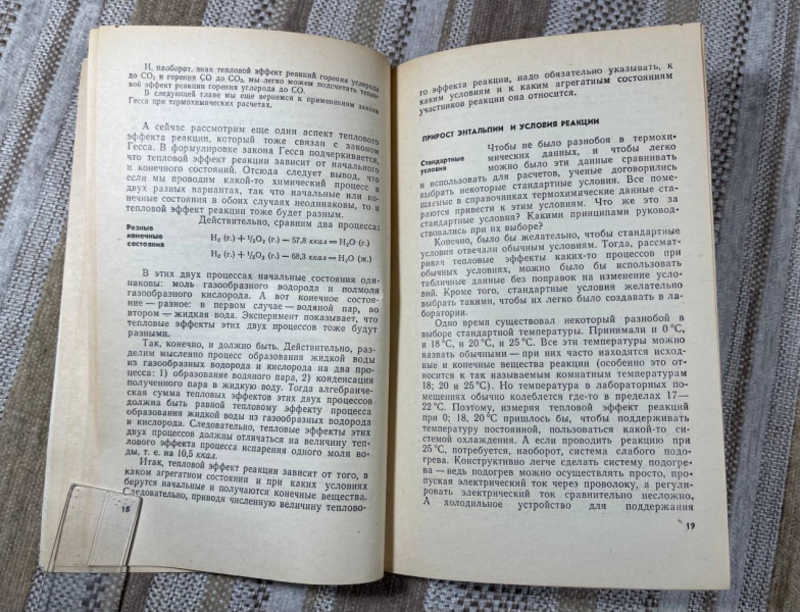 И, наоборот, зная тепловой эффект реакций горения углерода
до CO₂ и горения CO до CO₂, мы легко можем подсчитать тепло-
вой эффект реакции горения углерода до CO.
В следующей главе мы еще вернемся к применениям закона
Гесса при термохимических расчетах.
А сейчас рассмотрим еще один аспект теплового
эффекта реакции, который тоже связан с законом
Гесса. В формулировке закона Гесса подчеркивается,
что тепловой эффект реакции зависит от начального
и конечного состояний. Отсюда следует вывод, что
если мы проводим какой-то химический процесс в
двух разных вариантах, так что начальные или ко-
нечные состояния в обоих случаях неодинаковы, то и
тепловой эффект реакции тоже будет разным.
Действительно, сравним два процесса
Разные
конечные
состояния
H₂ (г.) + ½O₂ (г.) — 57,8 ккал = H₂O (г.)
H₂ (г.) + ½O₂ (г.) — 68,3 ккал = H₂O (ж.)
В этих двух процессах начальные состояния оди-
наковы: моль газообразного водорода и полмоля
газообразного кислорода. А вот конечное состоя-
ние — разное: в первом случае — водяной пар, во
втором — жидкая вода. Эксперимент показывает, что
тепловые эффекты этих двух процессов тоже будут
разными.
Так, конечно, и должно быть. Действительно, раз-
делим мысленно процесс образования жидкой воды
из газообразных водорода и кислорода на два про-
цесса: 1) образование водяного пара, 2) конденсация
полученного пара в жидкую воду. Тогда алгебраиче-
ская сумма тепловых эффектов этих двух процессов
должна быть равной тепловому эффекту процесса
образования жидкой воды из газообразных водорода
и кислорода. Следовательно, тепловые эффекты этих
двух процессов должны отличаться на величину теп-
лового эффекта процесса испарения одного моля во-
ды, т. е. на 10,5 ккал.
Итак, тепловой эффект реакции зависит от того, в
каком агрегатном состоянии и при каких условиях
берутся начальные и получаются конечные вещества.
Следовательно, приводя численную величину теплово-
го эффекта реакции, надо обязательно указывать, к
каким условиям и к каким агрегатным состояниям
участников реакции она относится.
ПРИРОСТ ЭНТАЛЬПИИ И УСЛОВИЯ РЕАКЦИИ
Стандартные
условия
Чтобы не было разнобоя в термохи-
мических данных, и чтобы легко
можно было эти данные сравнивать
и использовать для расчетов, ученые договорились
выбрать некоторые стандартные условия. Все поме-
щаемые в справочниках термохимические данные ста-
раются привести к этим условиям. Что же это за
стандартные условия? Какими принципами руковод-
ствовались при их выборе?
Конечно, было бы желательно, чтобы стандартные
условия отвечали обычным условиям. Тогда, рассмат-
ривая тепловые эффекты каких-то процессов при
обычных условиях, можно было бы использовать
табличные данные без поправок на изменение усло-
вий. Кроме того, стандартные условия желательно
выбрать такими, чтобы их легко было создавать в ла-
боратории.
Одно время существовал некоторый разнобой в
выборе стандартной температуры. Принимали и 0 °С,
и 18 °С, и 20 °С, и 25 °С. Все эти температуры можно
назвать обычными — при них часто находятся исход-
ные и конечные вещества реакции (особенно это от-
носится к так называемым комнатным температурам
18; 20 и 25 °С). Но температура в лабораторных по-
мещениях обычно колеблется где-то в пределах 17—
22 °С. Поэтому, измеряя тепловой эффект реакций
при 0; 18, 20 °С пришлось бы, чтобы поддерживать
температуру постоянной, пользоваться какой-то си-
стемой охлаждения. А если проводить реакцию при
25 °С, потребуется, наоборот, система слабого подо-
грева. Конструктивно легче сделать систему подогре-
ва — ведь подогрев можно осуществлять просто, про-
пуская электрический ток через проволоку, а регули-
ровать электрический ток сравнительно несложно,
А холодильное устройство для поддержания
19